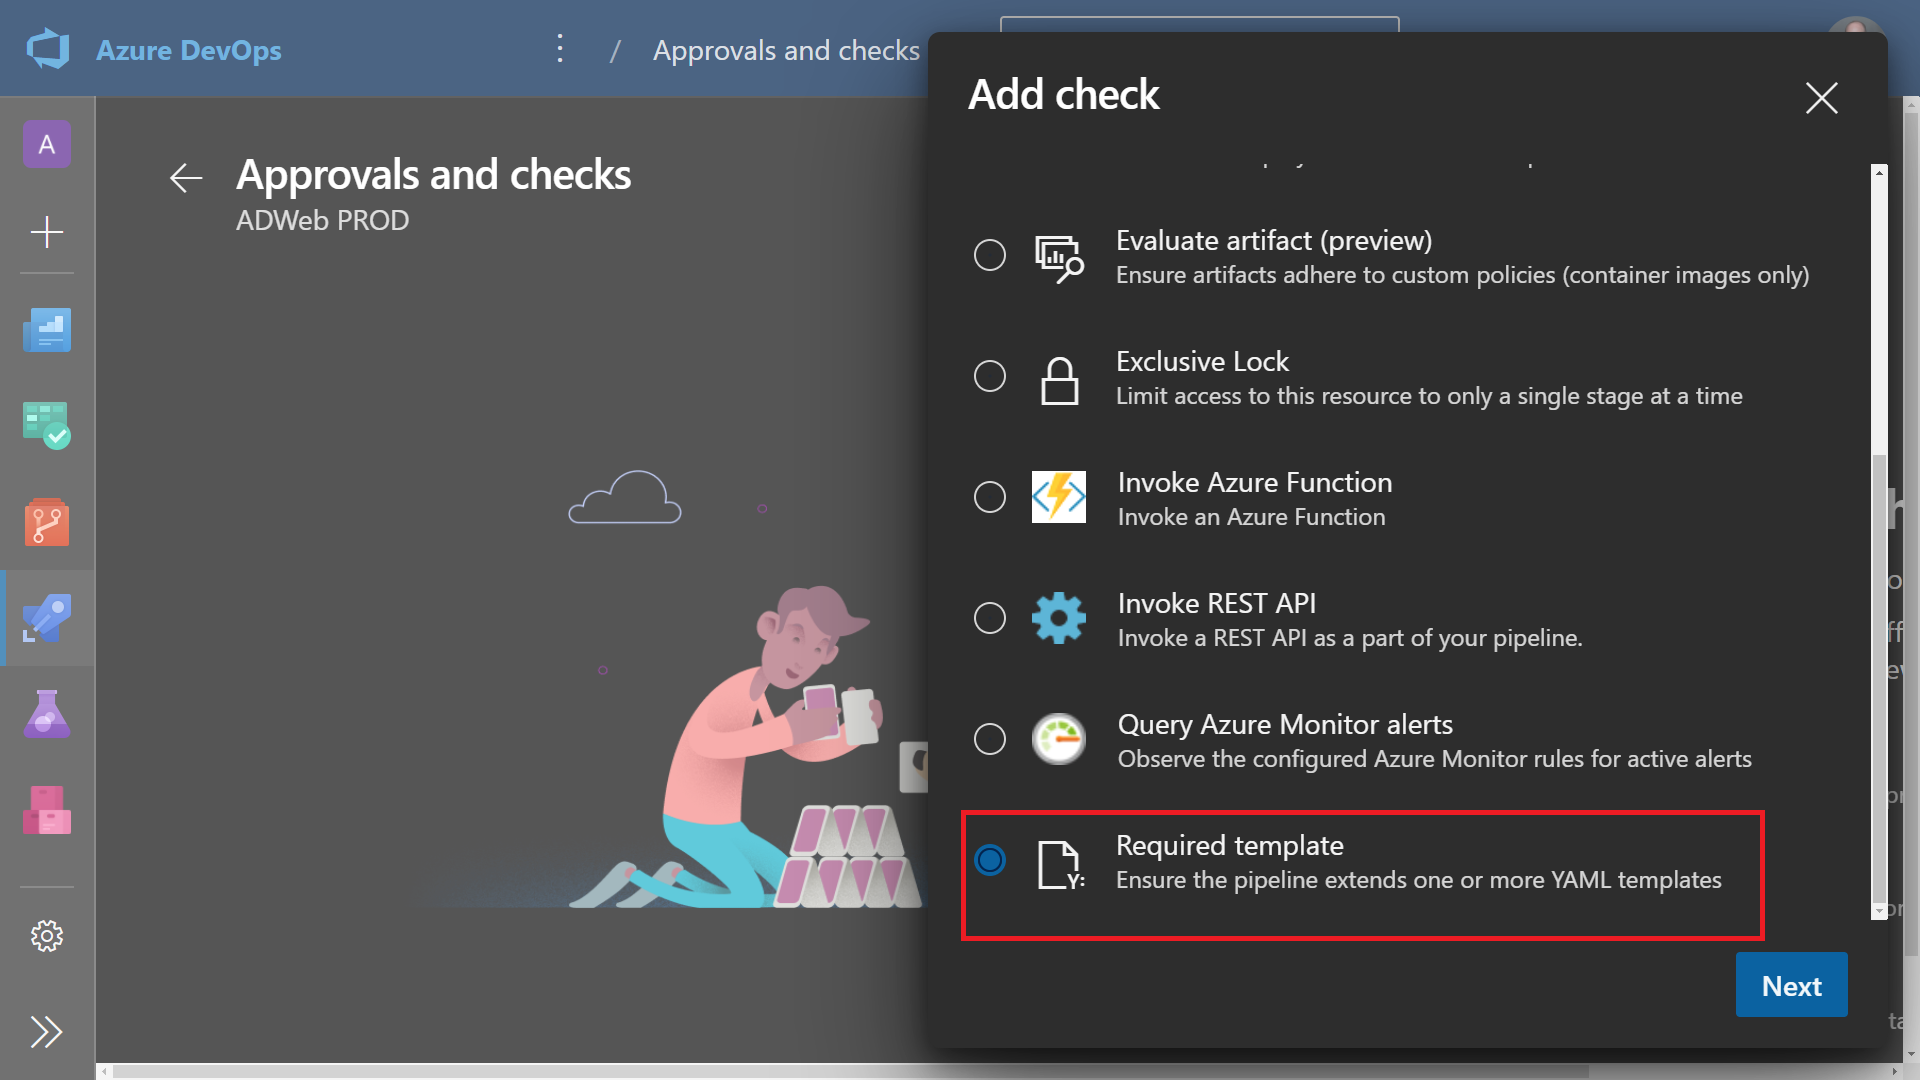 Azure DevOps
/ Approvals and checks
A
Approvals and checks
ADWeb PROD
Add check
Evaluate artifact (preview)
Ensure artifacts adhere to custom policies (container images only)
Exclusive Lock
Limit access to this resource to only a single stage at a time
Invoke Azure Function
Invoke an Azure Function
Invoke REST API
Invoke a REST API as a part of your pipeline.
Query Azure Monitor alerts
Observe the configured Azure Monitor rules for active alerts
Required template
Y:
Ensure the pipeline extends one or more YAML templates
Next